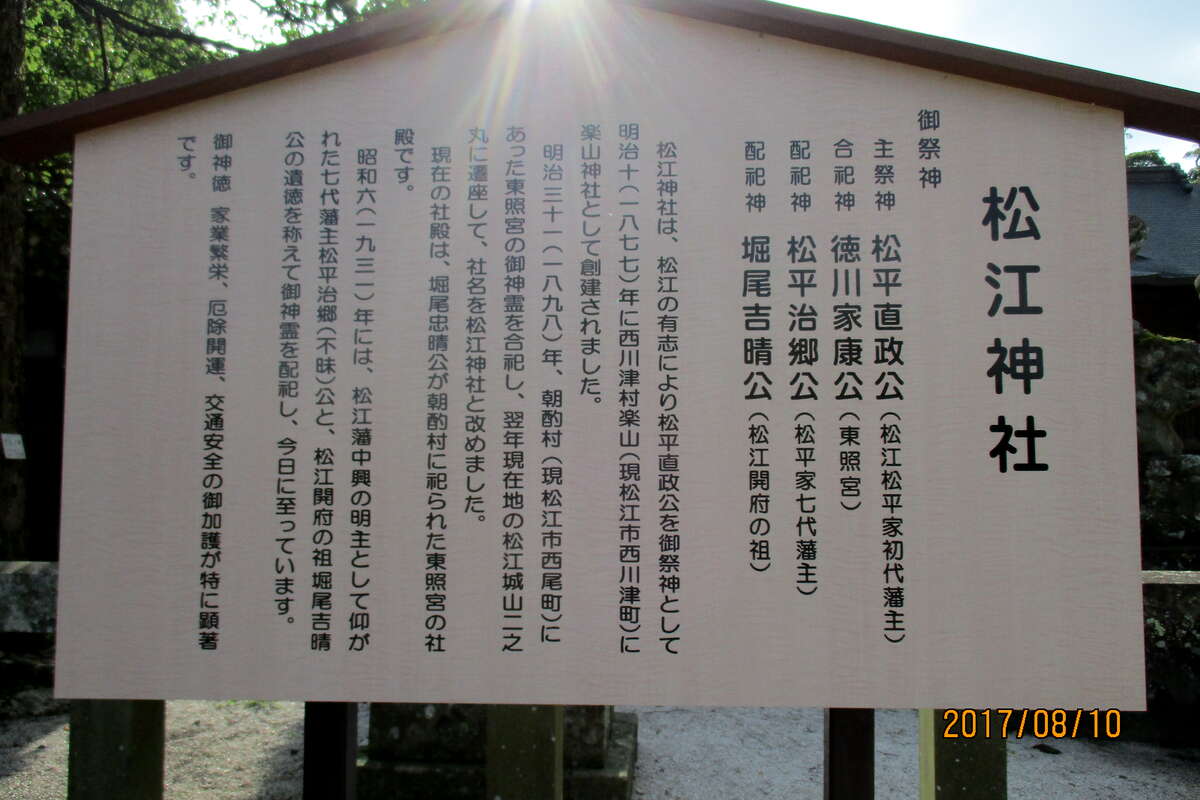 松江神社
御祭神
主祭神 松平直政公（松江松平家初代藩主）
合祀神 徳川家康公（東照宮）
配祀神 松平治郷公（松平家七代藩主）
配祀神 堀尾吉晴公（松江開府の祖）
松江神社は、松江の有志により松平直政公を御祭神として
明治十（一八七七）年に西川津村楽山（現松江市西川津町）に
楽山神社として創建されました。
明治三十一（一八九八）年、朝酌村（現松江市西尾町）に
あった東照宮の御神霊を合祀し、翌年現在地の松江城山二之
丸に遷座して、社名を松江神社と改めました。
現在の社殿は、堀尾忠晴公が朝酌村に祀られた東照宮の社
殿です。
昭和六（一九三一）年には、松江藩中興の明主として仰が
れた七代藩主松平治郷（不昧）公と、松江開府の祖堀尾吉晴
公の遺徳を称えて御神霊を配祀し、今日に至っています。
御神徳 家業繁栄、厄除開運、交通安全の御加護が特に顕著
です。
2017/08/10